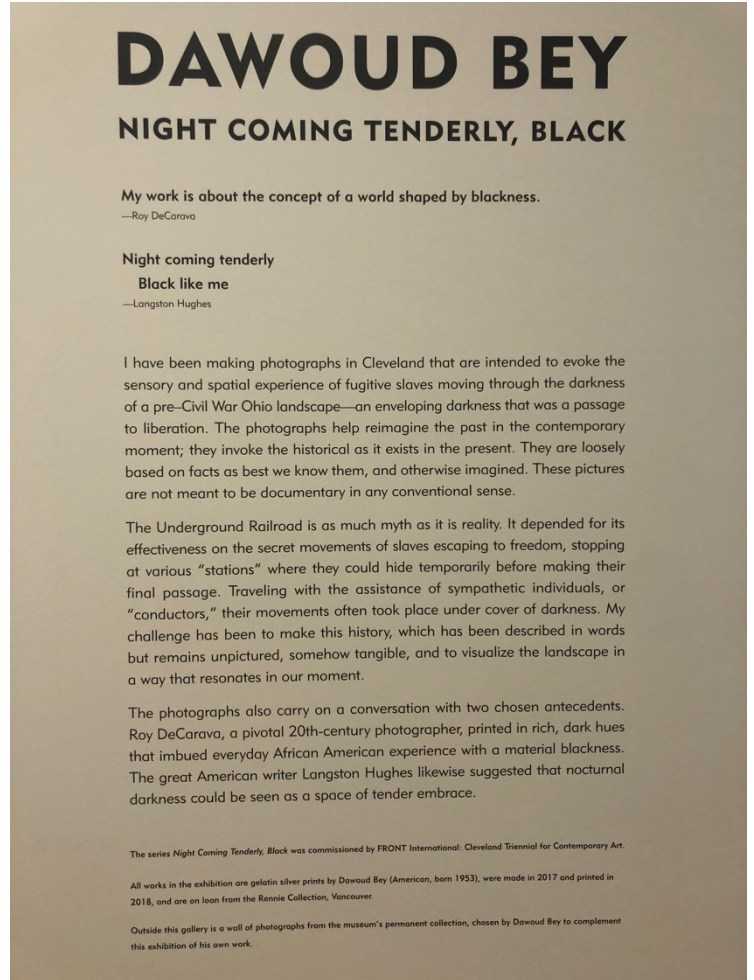 DAWOUD BEY
NIGHT COMING TENDERLY, BLACK
My work is about the concept of a world shaped by blackness.
—Roy DeCarava
Night coming tenderly
Black like me
—Langston Hughes
I have been making photographs in Cleveland that are intended to evoke the
sensory and spatial experience of fugitive slaves moving through the darkness
of a pre–Civil War Ohio landscape—an enveloping darkness that was a passage
to liberation. The photographs help reimagine the past in the contemporary
moment; they invoke the historical as it exists in the present. They are loosely
based on facts as best we know them, and otherwise imagined. These pictures
are not meant to be documentary in any conventional sense.
The Underground Railroad is as much myth as it is reality. It depended for its
effectiveness on the secret movements of slaves escaping to freedom, stopping
at various “stations” where they could hide temporarily before making their
final passage. Traveling with the assistance of sympathetic individuals, or
“conductors,” their movements often took place under cover of darkness. My
challenge has been to make this history, which has been described in words
but remains unpictured, somehow tangible, and to visualize the landscape in
a way that resonates in our moment.
The photographs also carry on a conversation with two chosen antecedents.
Roy DeCarava, a pivotal 20th-century photographer, printed in rich, dark hues
that imbued everyday African American experience with a material blackness.
The great American writer Langston Hughes likewise suggested that nocturnal
darkness could be seen as a space of tender embrace.
The series Night Coming Tenderly, Black was commissioned by FRONT International: Cleveland Triennial for Contemporary Art.
All works in the exhibition are gelatin silver prints by Dawoud Bey (American, born 1953), were made in 2017 and printed in
2018, and are on loan from the Rennie Collection, Vancouver.
Outside this gallery is a wall of photographs from the museum’s permanent collection, chosen by Dawoud Bey to complement
this exhibition of his own work.